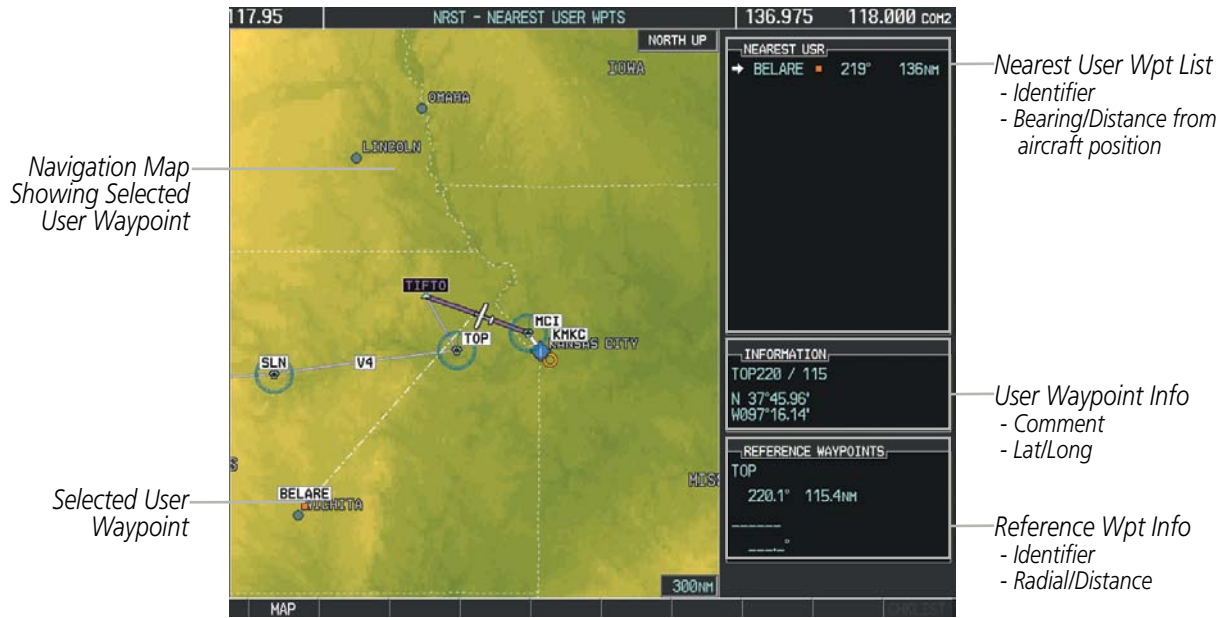 117.95
NRST - NEAREST USER WPTS
136.975
118.000 COM2
NORTH UP
IOWA
OMAHA
LINCOLN
TIFTO
MCI
KMKC
KANSAS CITY
TOP
SLN
V4
S
MISS
BELARE
WICHITA
300NM
NEAREST USR
BELARE 219° 136NM
INFORMATION
TOP220 / 115
N 37°45.96'
W097°16.14'
REFERENCE WAYPOINTS
TOP
220.1° 115.4NM
______
___._°
MAP
CHKLIST
Navigation Map
Showing Selected
User Waypoint
Selected User
Waypoint
Nearest User Wpt List
- Identifier
- Bearing/Distance from
aircraft position
User Waypoint Info
- Comment
- Lat/Long
Reference Wpt Info
- Identifier
- Radial/Distance